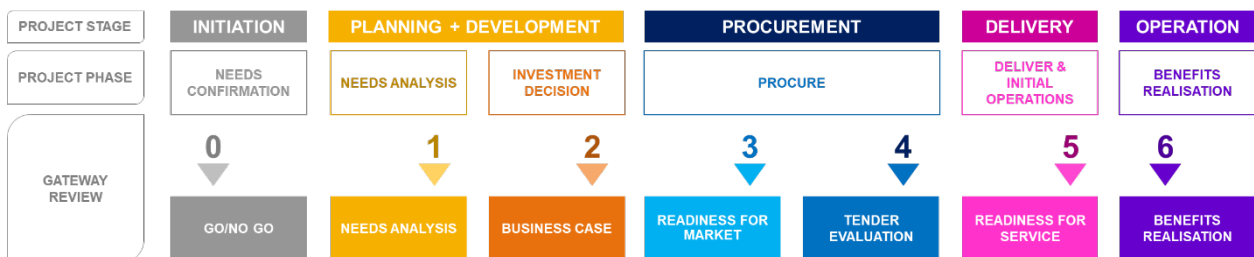 PROJECT STAGE
INITIATION
PLANNING + DEVELOPMENT
PROCUREMENT
DELIVERY
OPERATION
PROJECT PHASE
NEEDS
CONFIRMATION
NEEDS ANALYSIS
INVESTMENT
DECISION
PROCURE
DELIVER &
INITIAL
OPERATIONS
BENEFITS
REALISATION
GATEWAY
REVIEW
0
1
2
3
4
5
6
GO/NO GO
NEEDS ANALYSIS
BUSINESS CASE
READINESS FOR
MARKET
TENDER
EVALUATION
READINESS FOR
SERVICE
BENEFITS
REALISATION